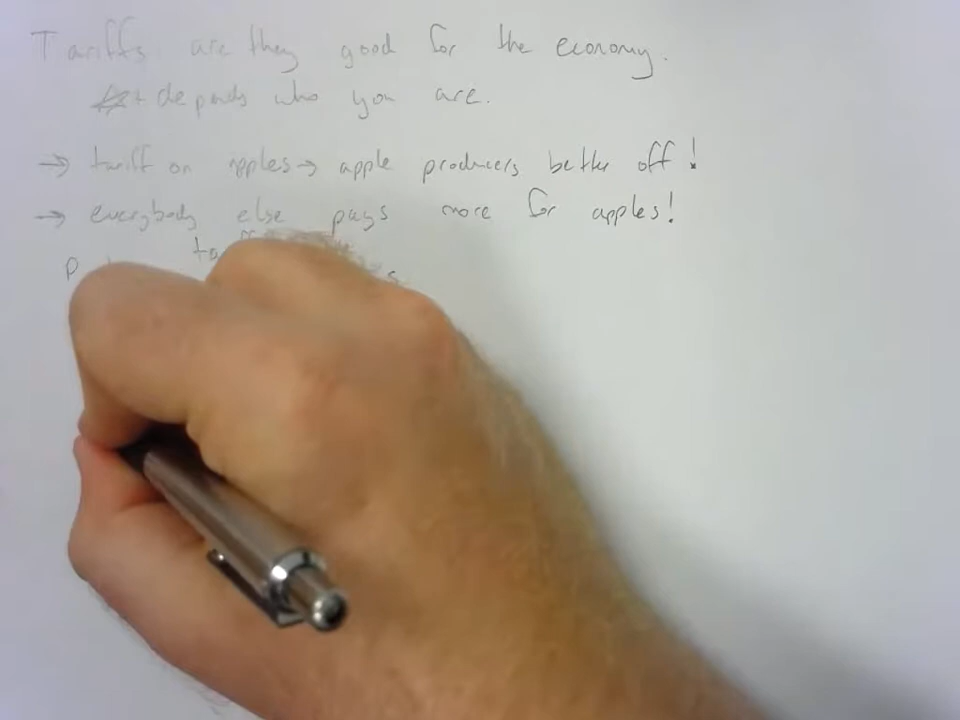 Tariffs are they good for the economy.
depends who you are.
→ tariff on apples → apple producers better off!
→ everybody else pays more for apples!